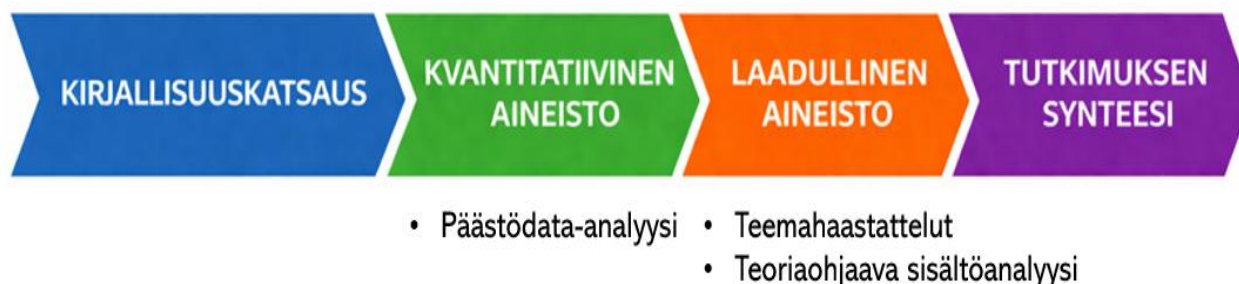 KIRJALLISUUSKATSAUS
KVANTITATIIVINEN
AINEISTO
LAADULLINEN
AINEISTO
TUTKIMUKSEN
SYNTEESI
• Päästödata-analyysi
• Teemahaastattelut
• Teoriaohjaava sisältöanalyysi